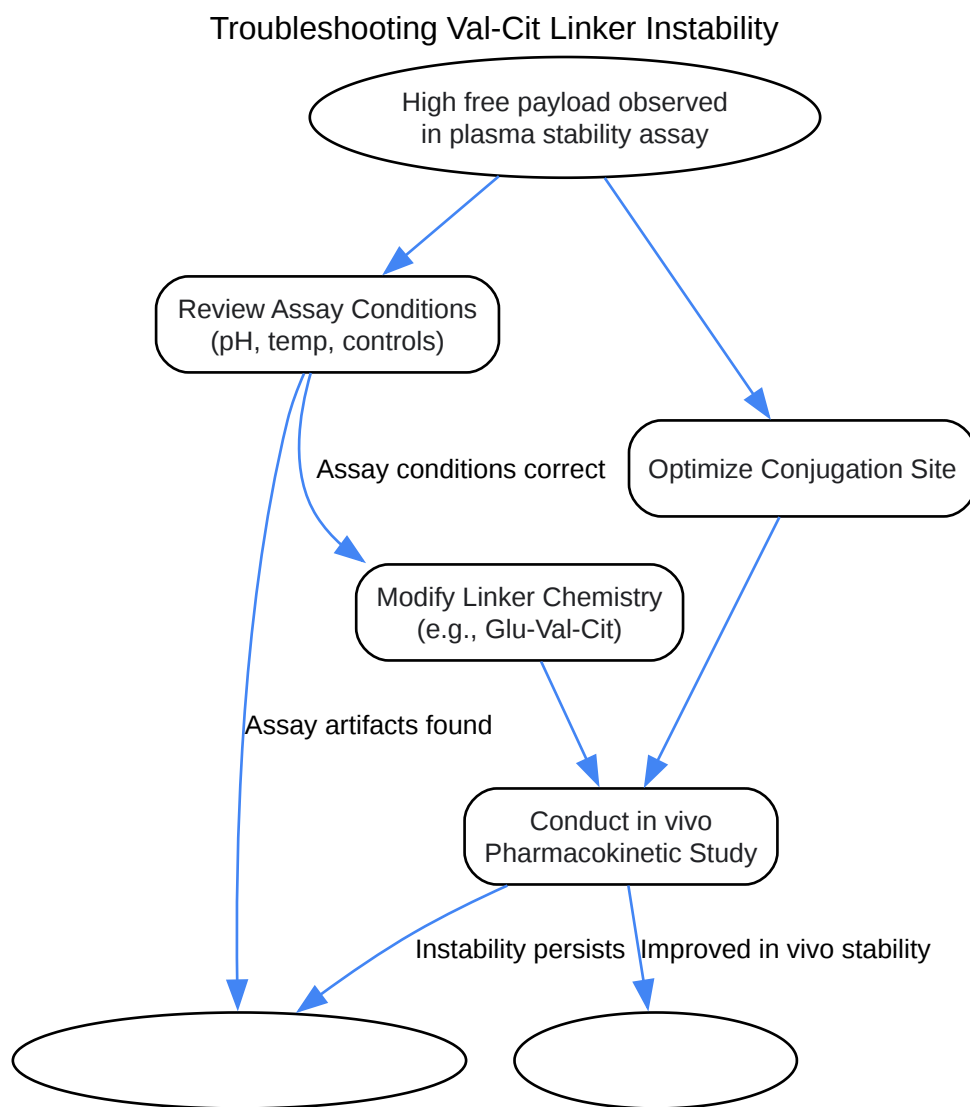 Troubleshooting Val-Cit Linker Instability
High free payload observed
in plasma stability assay
Review Assay Conditions
(pH, temp, controls)
Assay conditions correct
Optimize Conjugation Site
Modify Linker Chemistry
(e.g., Glu-Val-Cit)
Assay artifacts found
Conduct in vivo
Pharmacokinetic Study
Instability persists
Improved in vivo stability